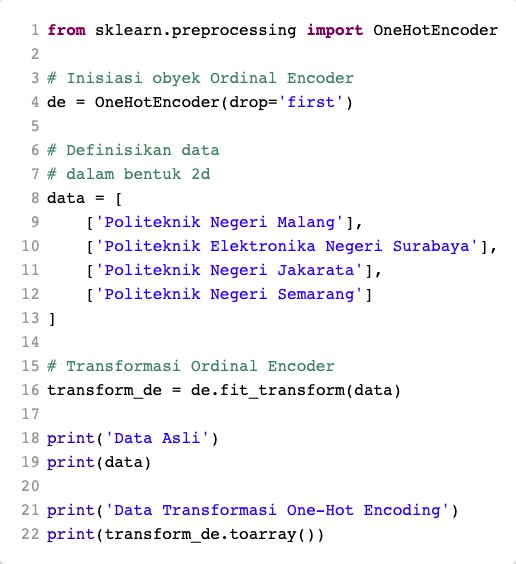 1 from sklearn.preprocessing import OneHotEncoder
2
3 # Inisiasi obyek Ordinal Encoder
4 de = OneHotEncoder(drop='first')
5
6 # Definisikan data
7 # dalam bentuk 2d
8 data = [
9     ['Politeknik Negeri Malang'],
10     ['Politeknik Elektronika Negeri Surabaya'],
11     ['Politeknik Negeri Jakarata'],
12     ['Politeknik Negeri Semarang']
13 ]
14
15 # Transformasi Ordinal Encoder
16 transform_de = de.fit_transform(data)
17
18 print('Data Asli')
19 print(data)
20
21 print('Data Transformasi One-Hot Encoding')
22 print(transform_de.toarray())